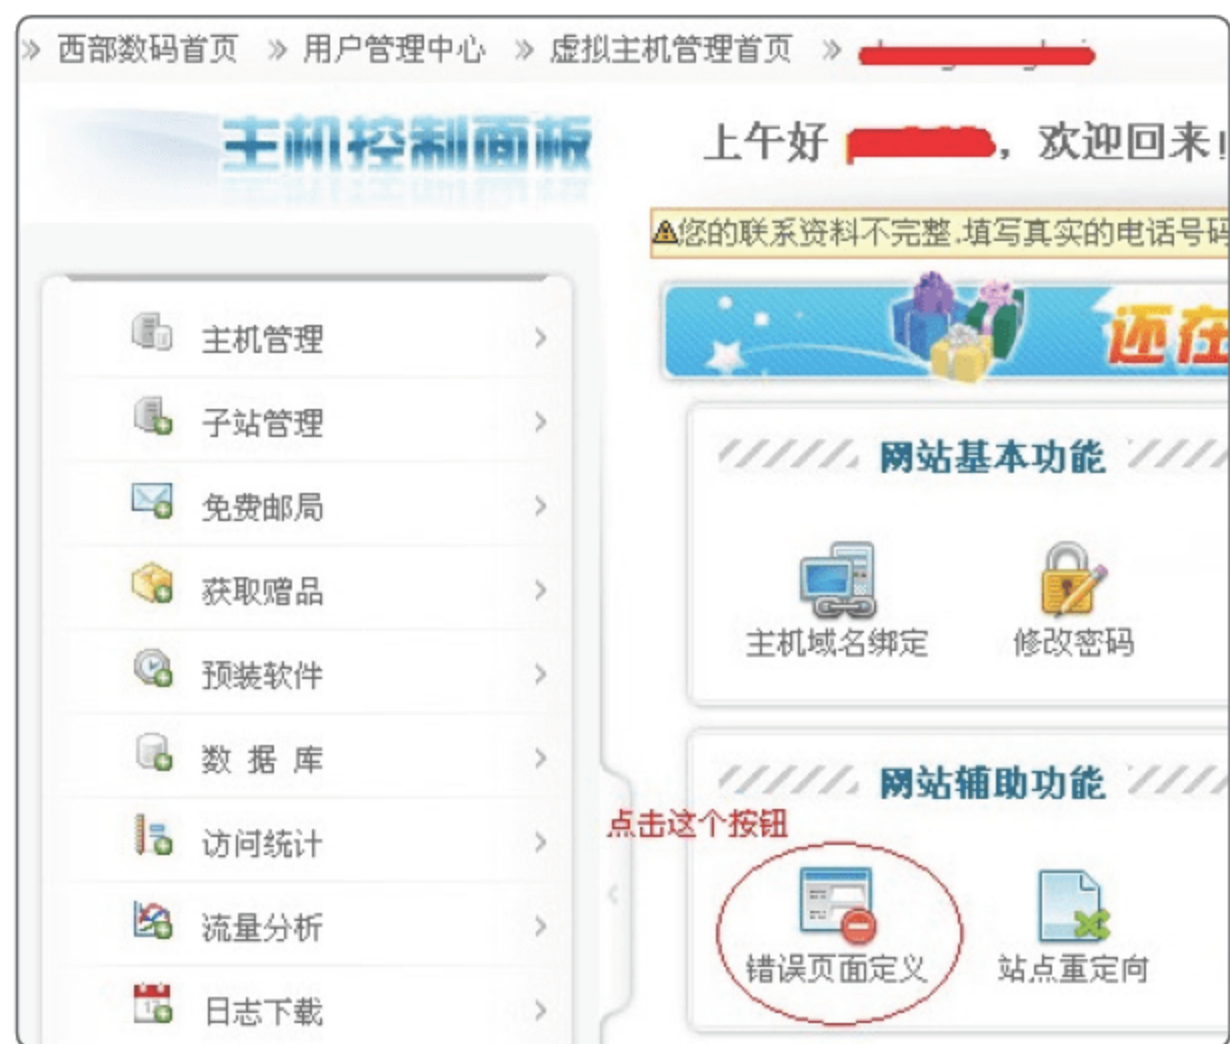 » 西部数码首页 » 用户管理中心 » 虚拟主机管理首页 »
主机控制面板
上午好 ，欢迎回来!
您的联系资料不完整.填写真实的电话号码
还在
主机管理
子站管理
免费邮局
获取赠品
预装软件
数 据 库
访问统计
流量分析
日志下载
网站基本功能
主机域名绑定
修改密码
网站辅助功能
点击这个按钮
错误页面定义
站点重定向